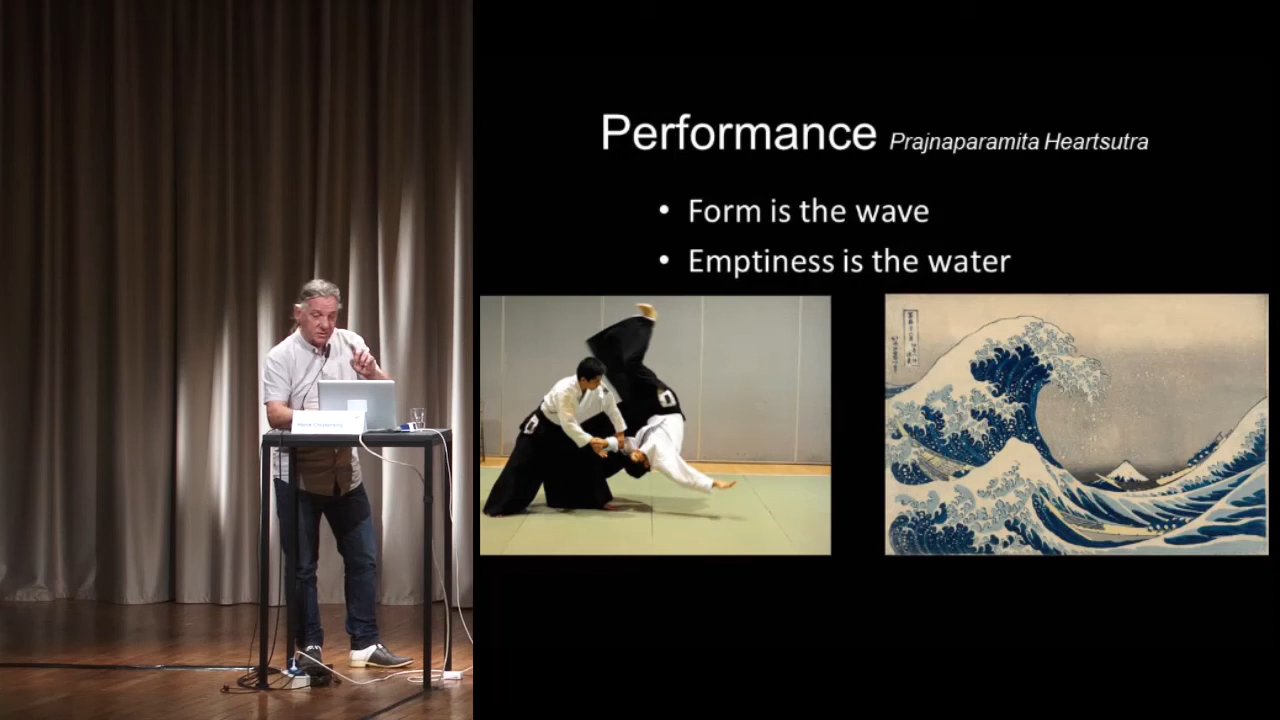 Performance Prajnaparamita Heartsutra
• Form is the wave
• Emptiness is the water